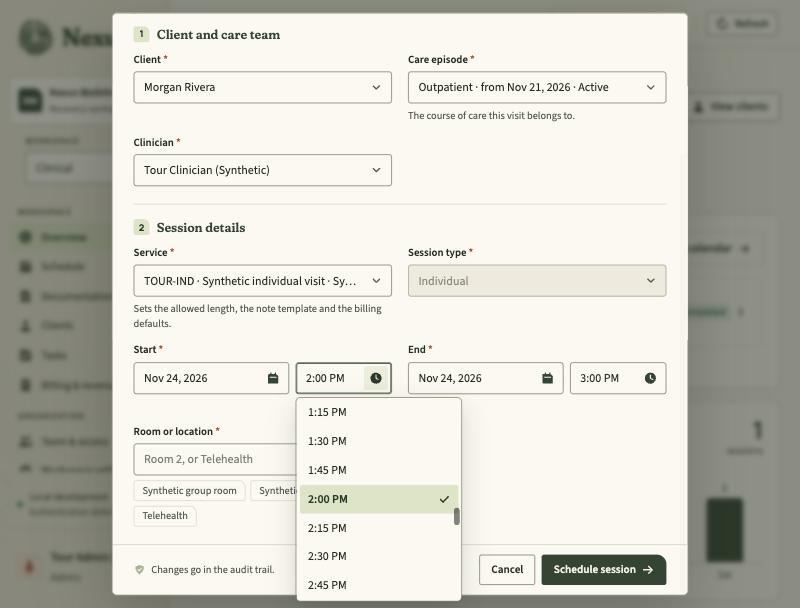 Nexus
Refresh
View clients
Clinical
Overview
Schedule
Documentation
Clients
Tasks
Billing & revenue
Team & access
calendar →
1
1 Client and care team
Client *
Care episode *
Morgan Rivera
Outpatient · from Nov 21, 2026 · Active
The course of care this visit belongs to.
Clinician *
Tour Clinician (Synthetic)
2 Session details
Service *
Session type *
TOUR-IND · Synthetic individual visit · Sy…
Individual
Sets the allowed length, the note template and the billing
defaults.
Start *
End *
Nov 24, 2026
2:00 PM
Nov 24, 2026
3:00 PM
1:15 PM
1:30 PM
1:45 PM
2:00 PM
2:15 PM
2:30 PM
2:45 PM
Room or location *
Room 2, or Telehealth
Synthetic group room
Telehealth
Changes go in the audit trail.
Cancel
Schedule session →